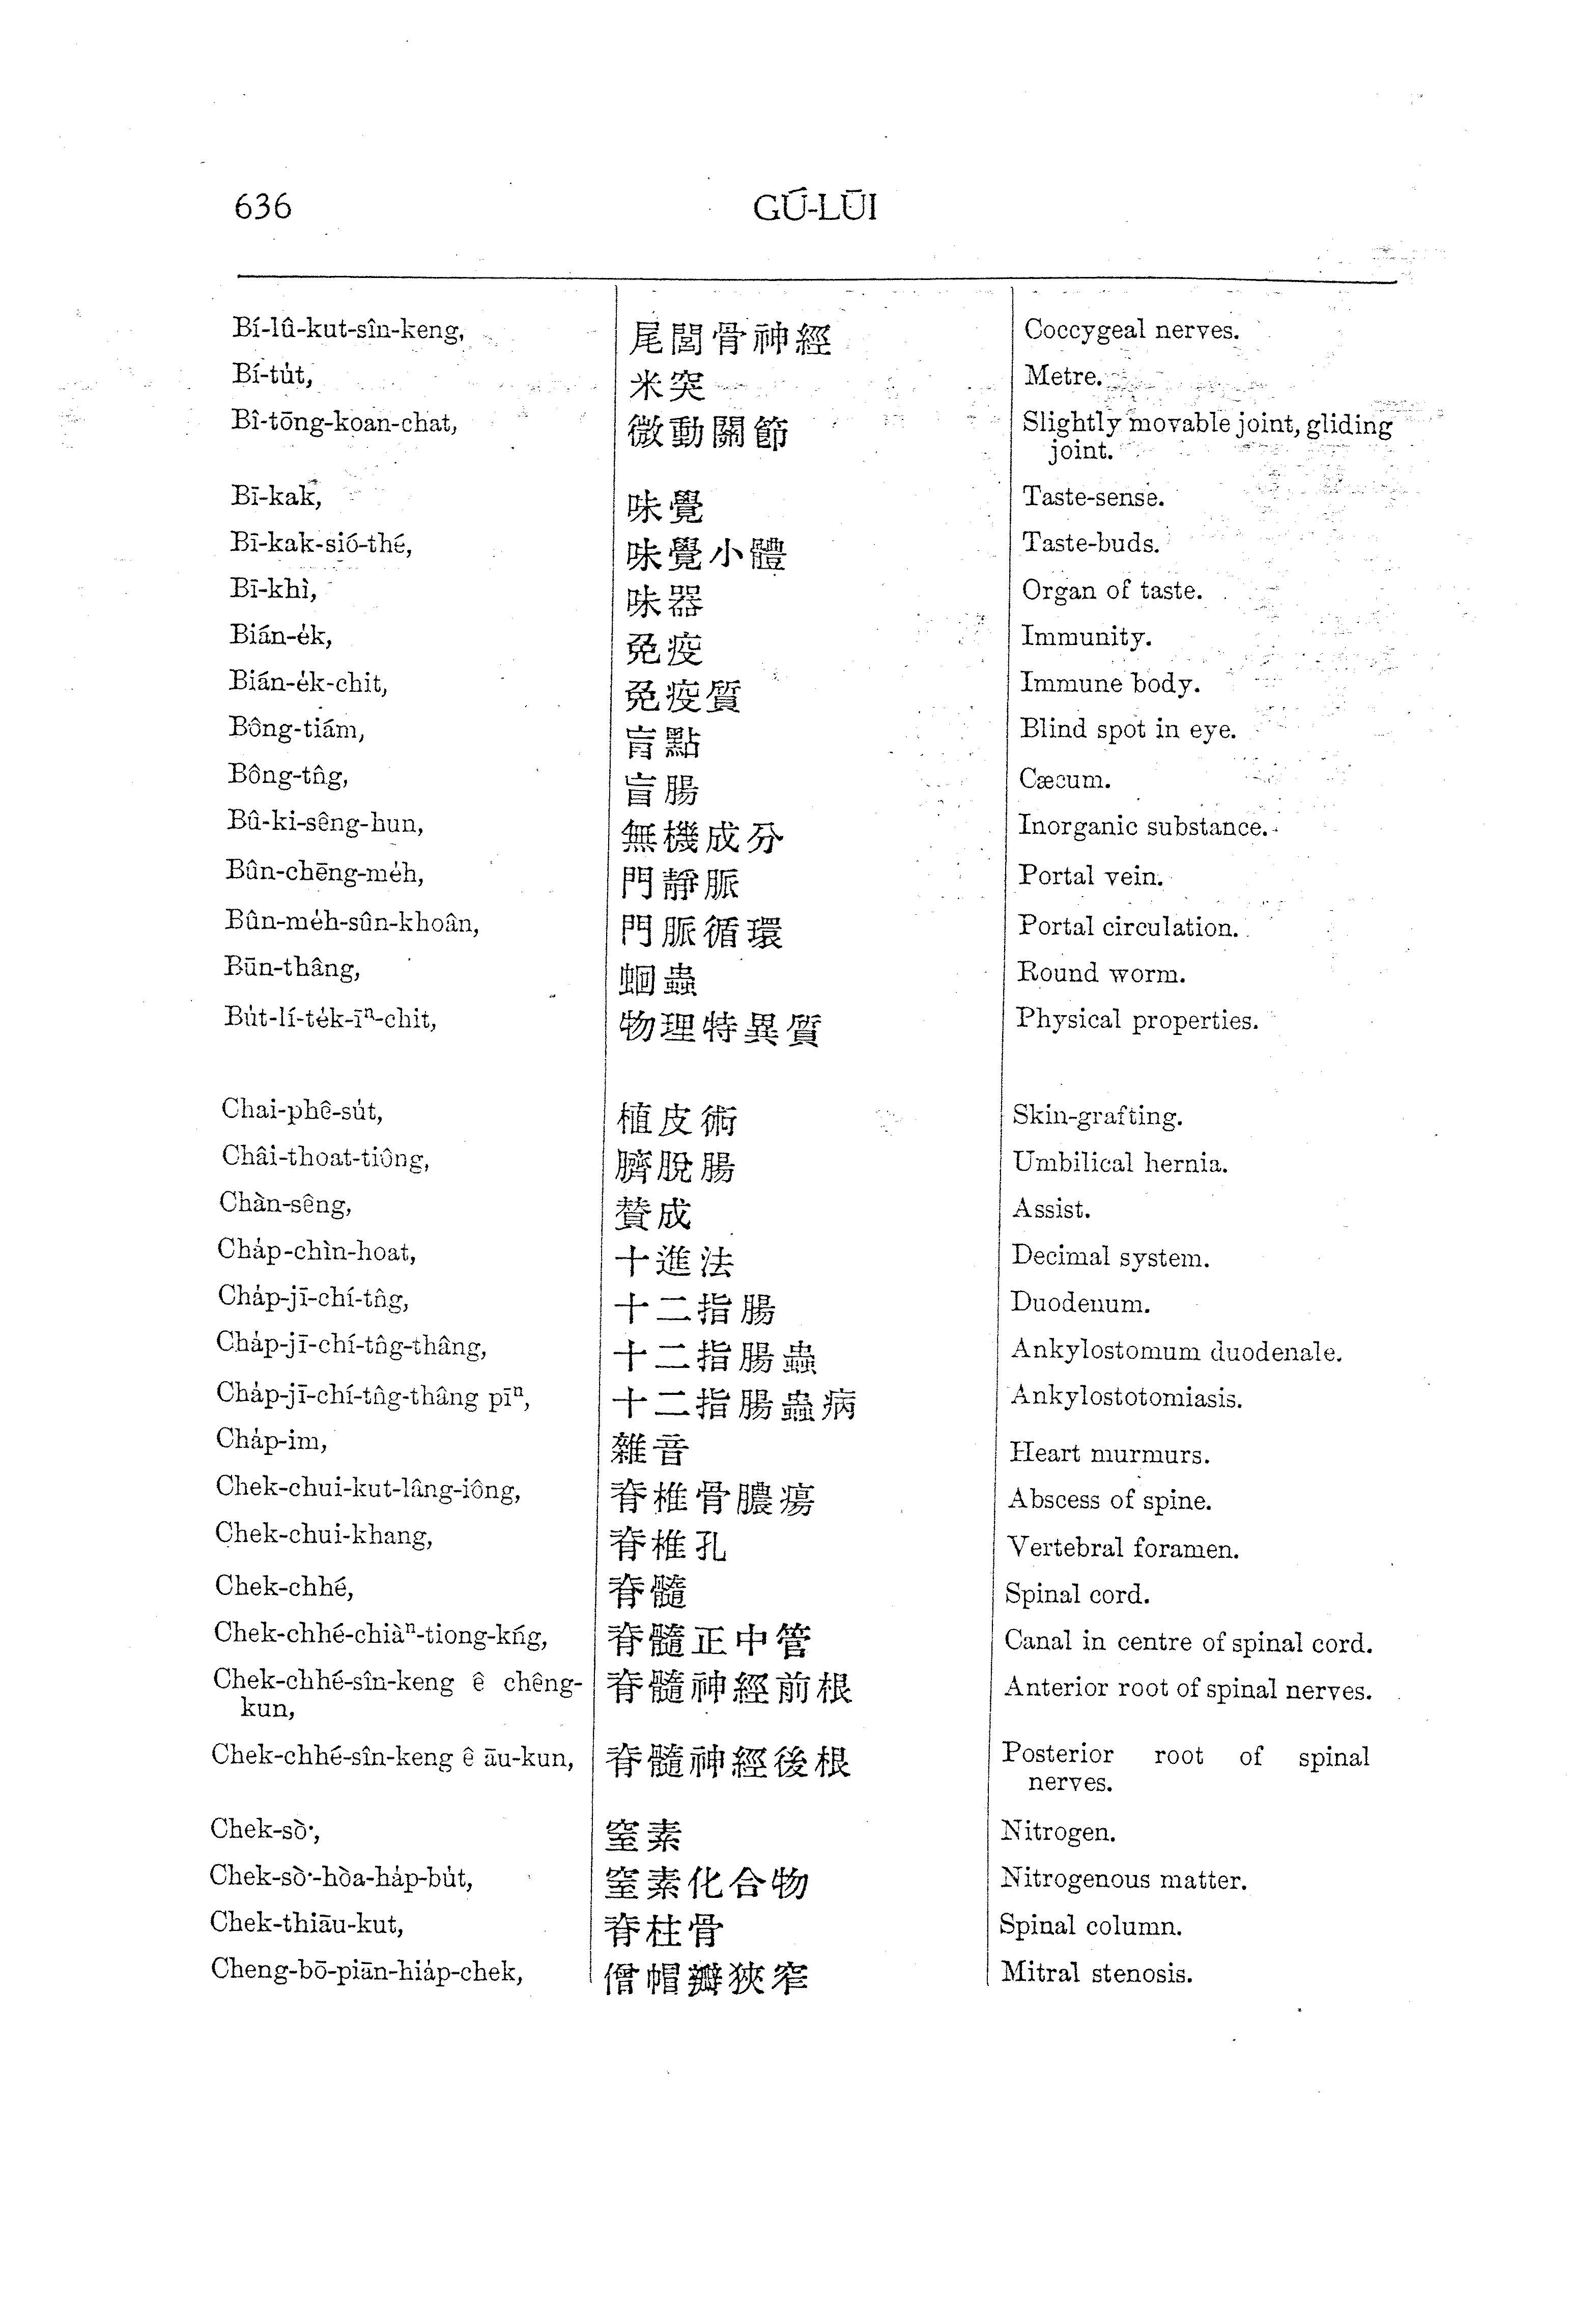 636 GÚ-LŪI
Bí-lû-kut-sîn-keng, 尾閭骨神經 Coccygeal nerves.
Bí-tu̍t, 米突 Metre.
Bî-tōng-koan-chat, 微動關節 Slightly movable joint, gliding
joint.
Bī-kak, 味覺 Taste-sense.
Bī-kak-sió-thé, 味覺小體 Taste-buds.
Bī-khì, 味器 Organ of taste.
Bián-e̍k, 免疫 Immunity.
Bián-e̍k-chit, 免疫質 Immune body.
Bông-tiám, 盲點 Blind spot in eye.
Bông-tn̂g, 盲腸 Cæcum.
Bû-ki-sêng-hun, 無機成分 Inorganic substance.
Bûn-chēng-me̍h, 門靜脈 Portal vein.
Bûn-me̍h-sûn-khoân, 門脈循環 Portal circulation.
Būn-thâng, 蛔蟲 Round worm.
Bu̍t-lí-te̍k-īⁿ-chit, 物理特異質 Physical properties.
Chai-phê-su̍t, 植皮術 Skin-grafting.
Châi-thoat-tiông, 臍脫腸 Umbilical hernia.
Chàn-sêng, 賛成 Assist.
Cha̍p-chìn-hoat, 十進法 Decimal system.
Cha̍p-jī-chí-tn̂g, 十二指腸 Duodenum.
Cha̍p-jī-chí-tn̂g-thâng, 十二指腸蟲 Ankylostomum duodenale.
Cha̍p-jī-chí-tn̂g-thâng pīⁿ, 十二指腸蟲病 Ankylostotomiasis.
Cha̍p-im, 雜音 Heart murmurs.
Chek-chui-kut-lâng-iông, 脊椎骨膿瘍 Abscess of spine.
Chek-chui-khang, 脊椎孔 Vertebral foramen.
Chek-chhé, 脊髓 Spinal cord.
Chek-chhé-chiàⁿ-tiong-kńg, 脊髓正中管 Canal in centre of spinal cord.
Chek-chhé-sîn-keng ê chêng- 脊髓神經前根 Anterior root of spinal nerves.
kun,
Chek-chhé-sîn-keng ê āu-kun, 脊髓神經後根 Posterior root of spinal
nerves.
Chek-sò͘, 窒素 Nitrogen.
Chek-sò͘-hòa-ha̍p-bu̍t, 窒素化合物 Nitrogenous matter.
Chek-thiāu-kut, 脊柱骨 Spinal column.
Cheng-bō-piān-hia̍p-chek, 僧帽瓣狹窄 Mitral stenosis.